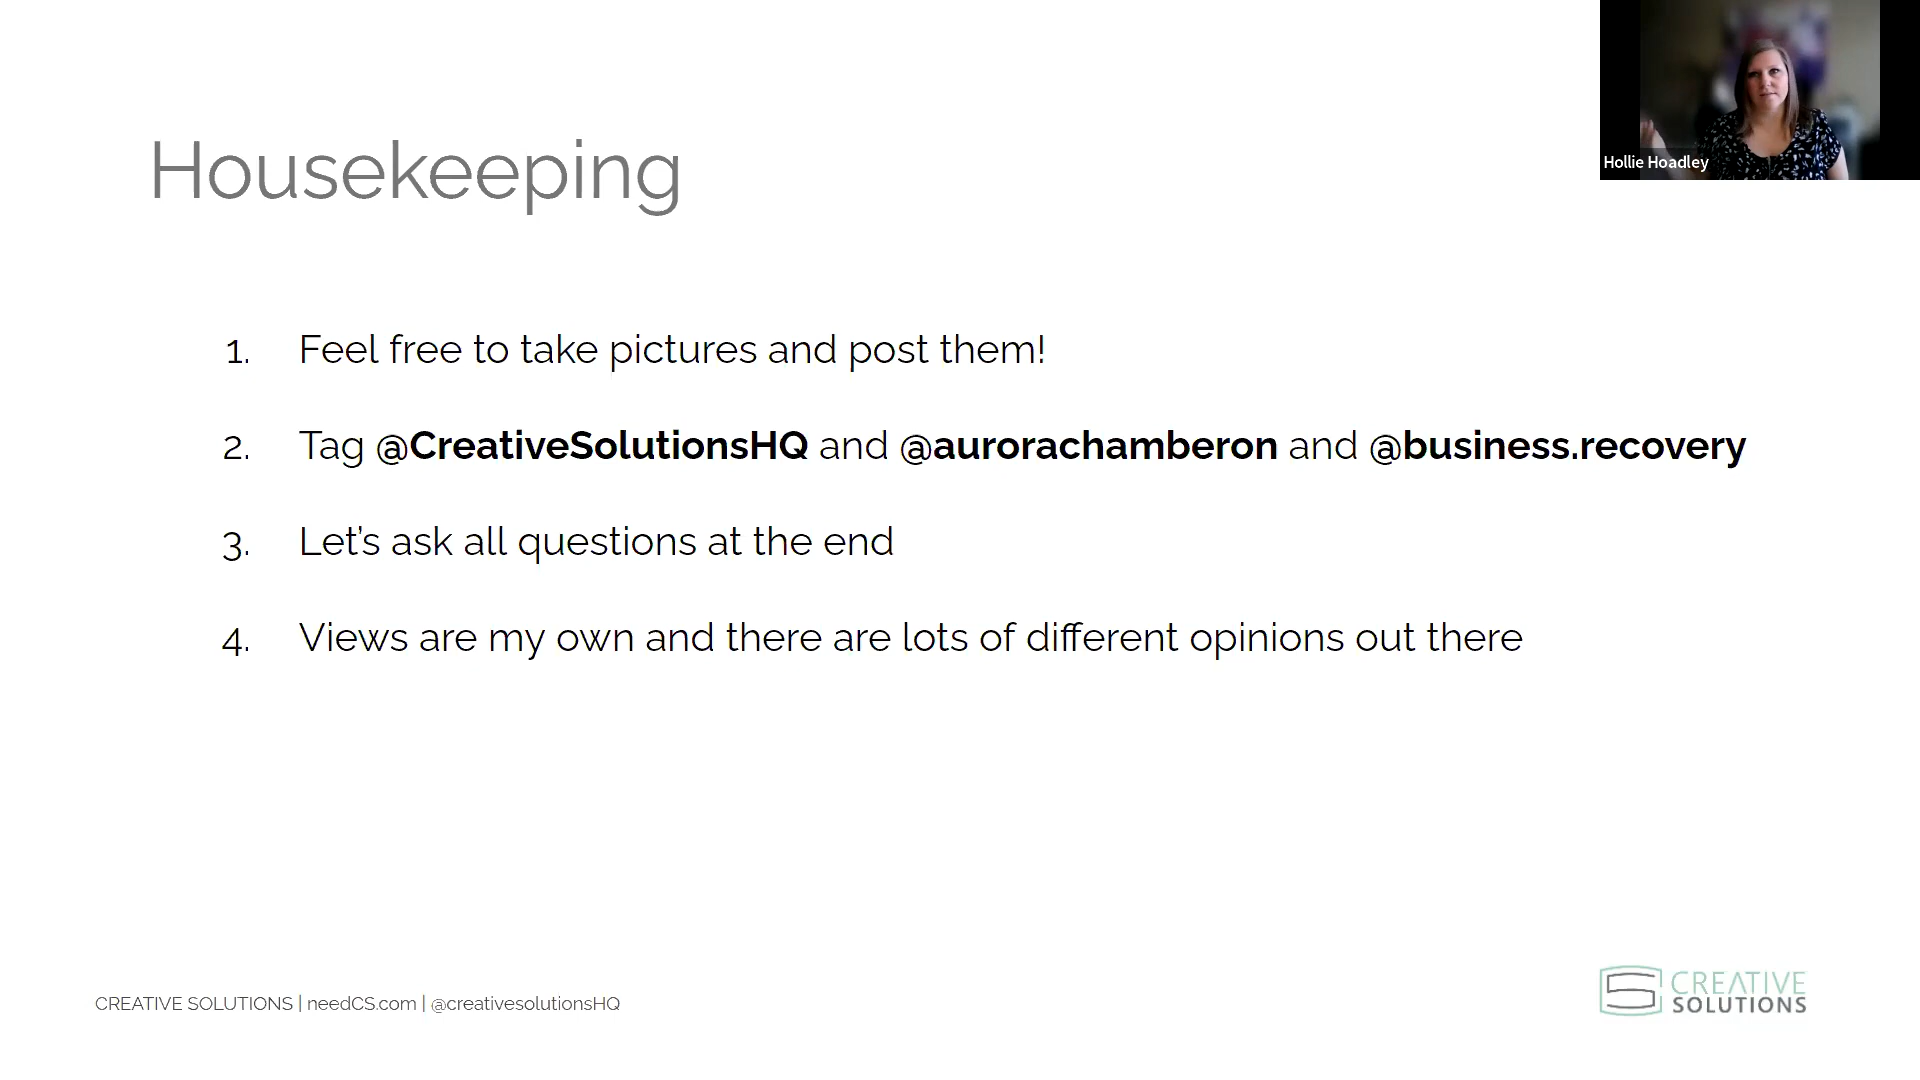 Hollie Hoadley
Housekeeping
1. Feel free to take pictures and post them!
2. Tag @CreativeSolutionsHQ and @aurorachamberon and @business.recovery
3. Let’s ask all questions at the end
4. Views are my own and there are lots of different opinions out there
CREATIVE SOLUTIONS | needCS.com | @creativesolutionsHQ
CREATIVE
SOLUTIONS